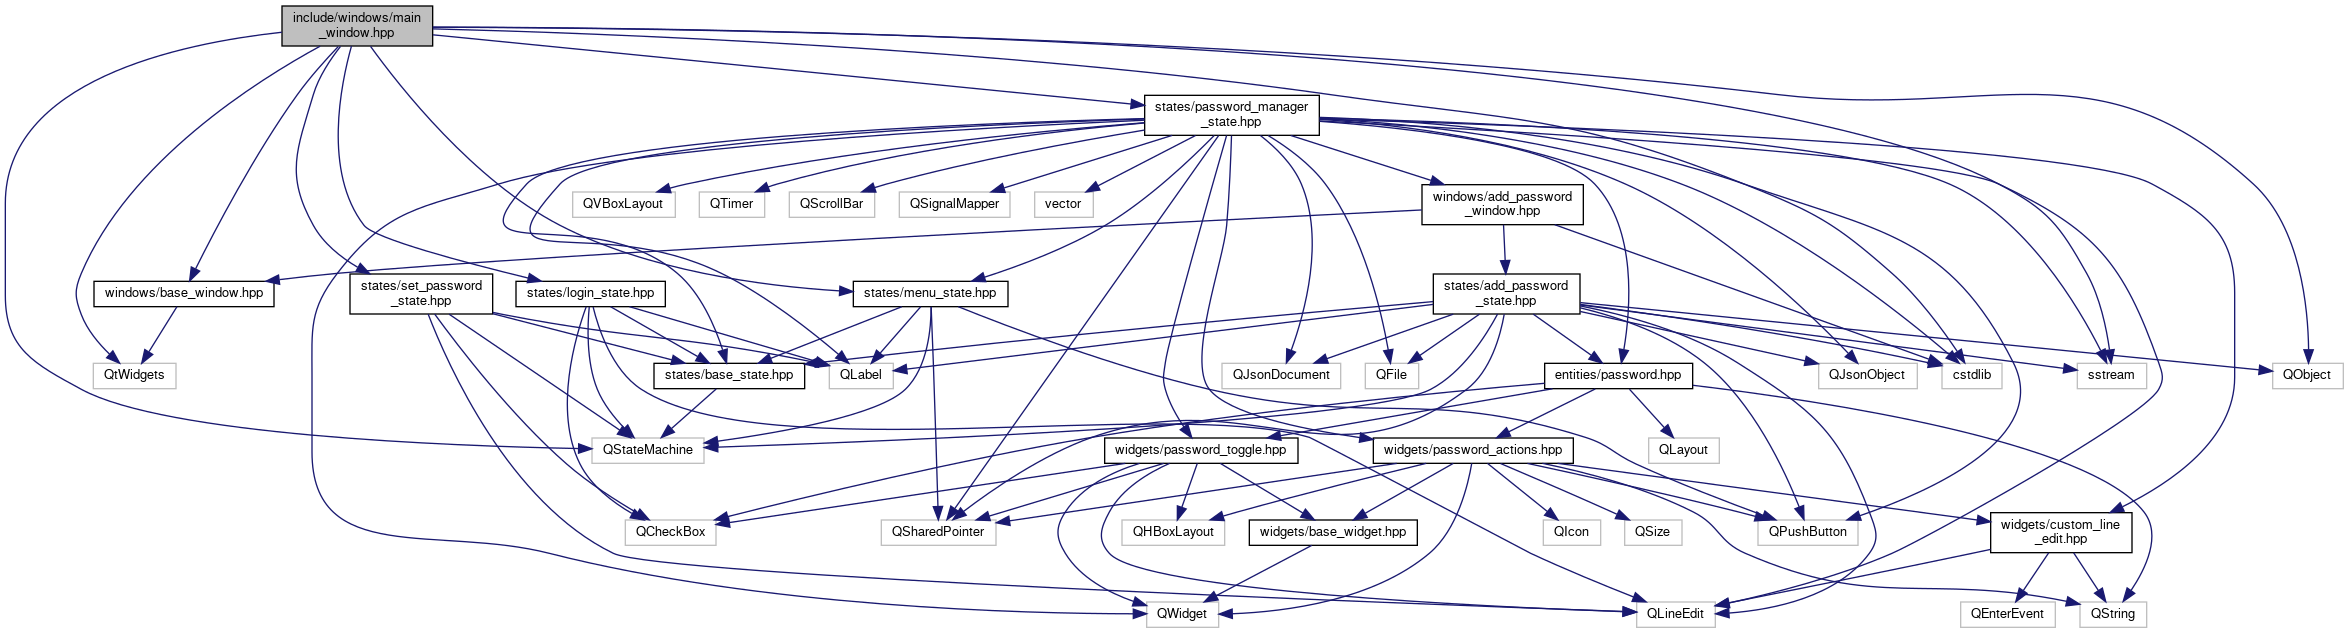 include/windows/main
_window.hpp
states/password_manager
_state.hpp
QVBoxLayout
QTimer
QScrollBar
QSignalMapper
vector
windows/add_password
_window.hpp
windows/base_window.hpp
states/set_password
_state.hpp
states/login_state.hpp
states/menu_state.hpp
states/add_password
_state.hpp
QtWidgets
states/base_state.hpp
QLabel
QJsonDocument
QFile
entities/password.hpp
QJsonObject
cstdlib
sstream
QObject
QStateMachine
widgets/password_toggle.hpp
widgets/password_actions.hpp
QLayout
QCheckBox
QSharedPointer
QHBoxLayout
widgets/base_widget.hpp
QIcon
QSize
QPushButton
widgets/custom_line
_edit.hpp
QWidget
QLineEdit
QEnterEvent
QString